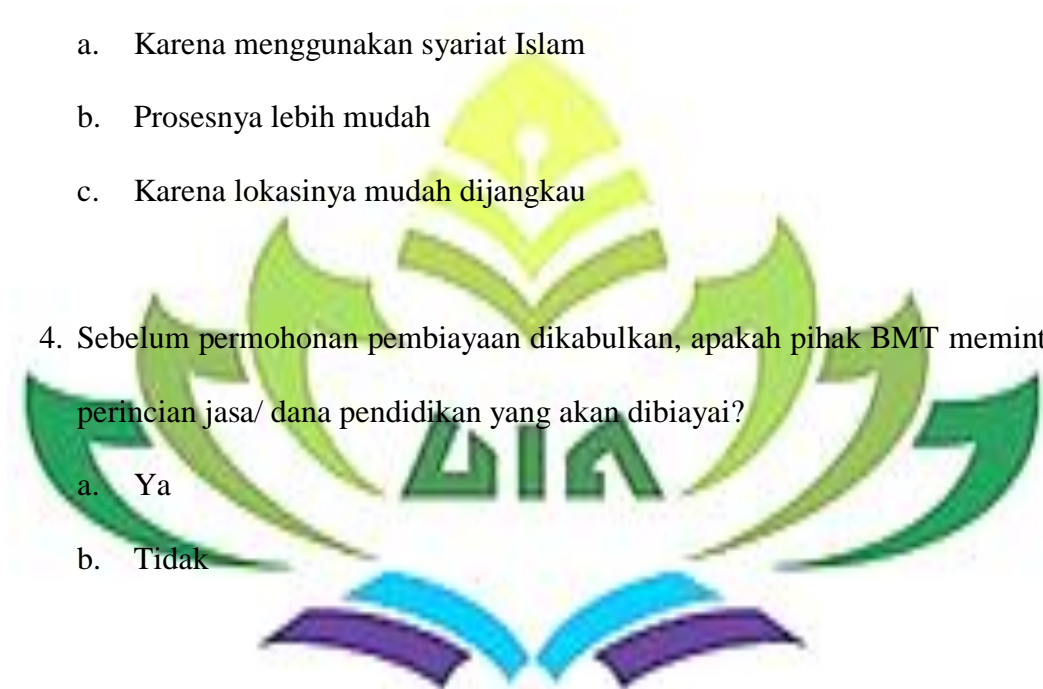 a. Karena menggunakan syariat Islam
b. Prosesnya lebih mudah
c. Karena lokasinya mudah dijangkau
4. Sebelum permohonan pembiayaan dikabulkan, apakah pihak BMT memint
perincian jasa/ dana pendidikan yang akan dibiayai?
a. Ya
b. Tidak